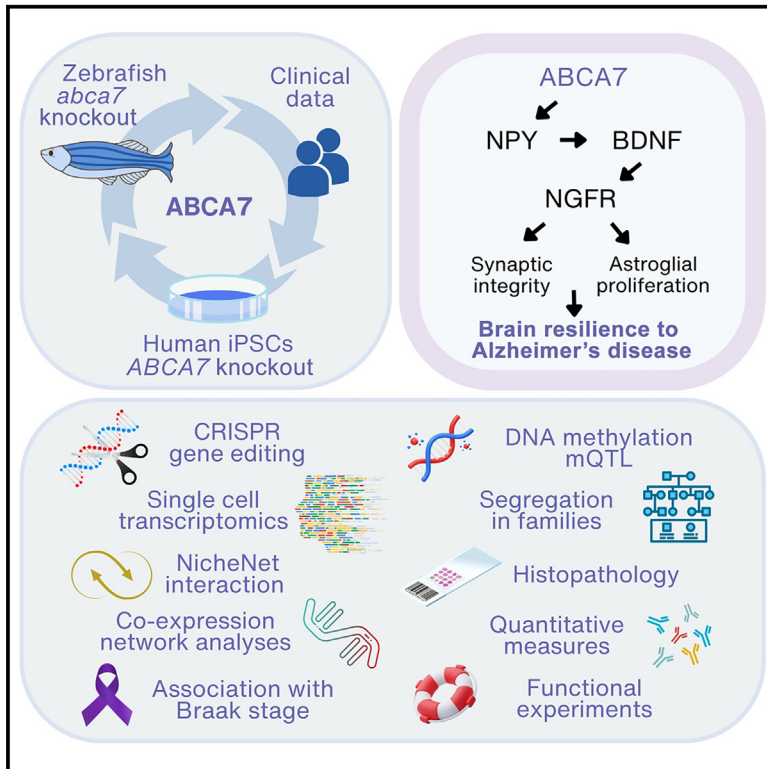 Zebrafish
abca7
knockout
Clinical
data
ABCA7
Human iPSCs
ABCA7 knockout
ABCA7
NPY
BDNF
NGFR
Synaptic
integrity
Astroglial
proliferation
Brain resilience to
Alzheimer's disease
CRISPR
gene editing
Single cell
transcriptomics
NicheNet
interaction
Co-expression
network analyses
Association with
Braak stage
DNA methylation
mQTL
Segregation
in families
Histopathology
Quantitative
measures
Functional
experiments